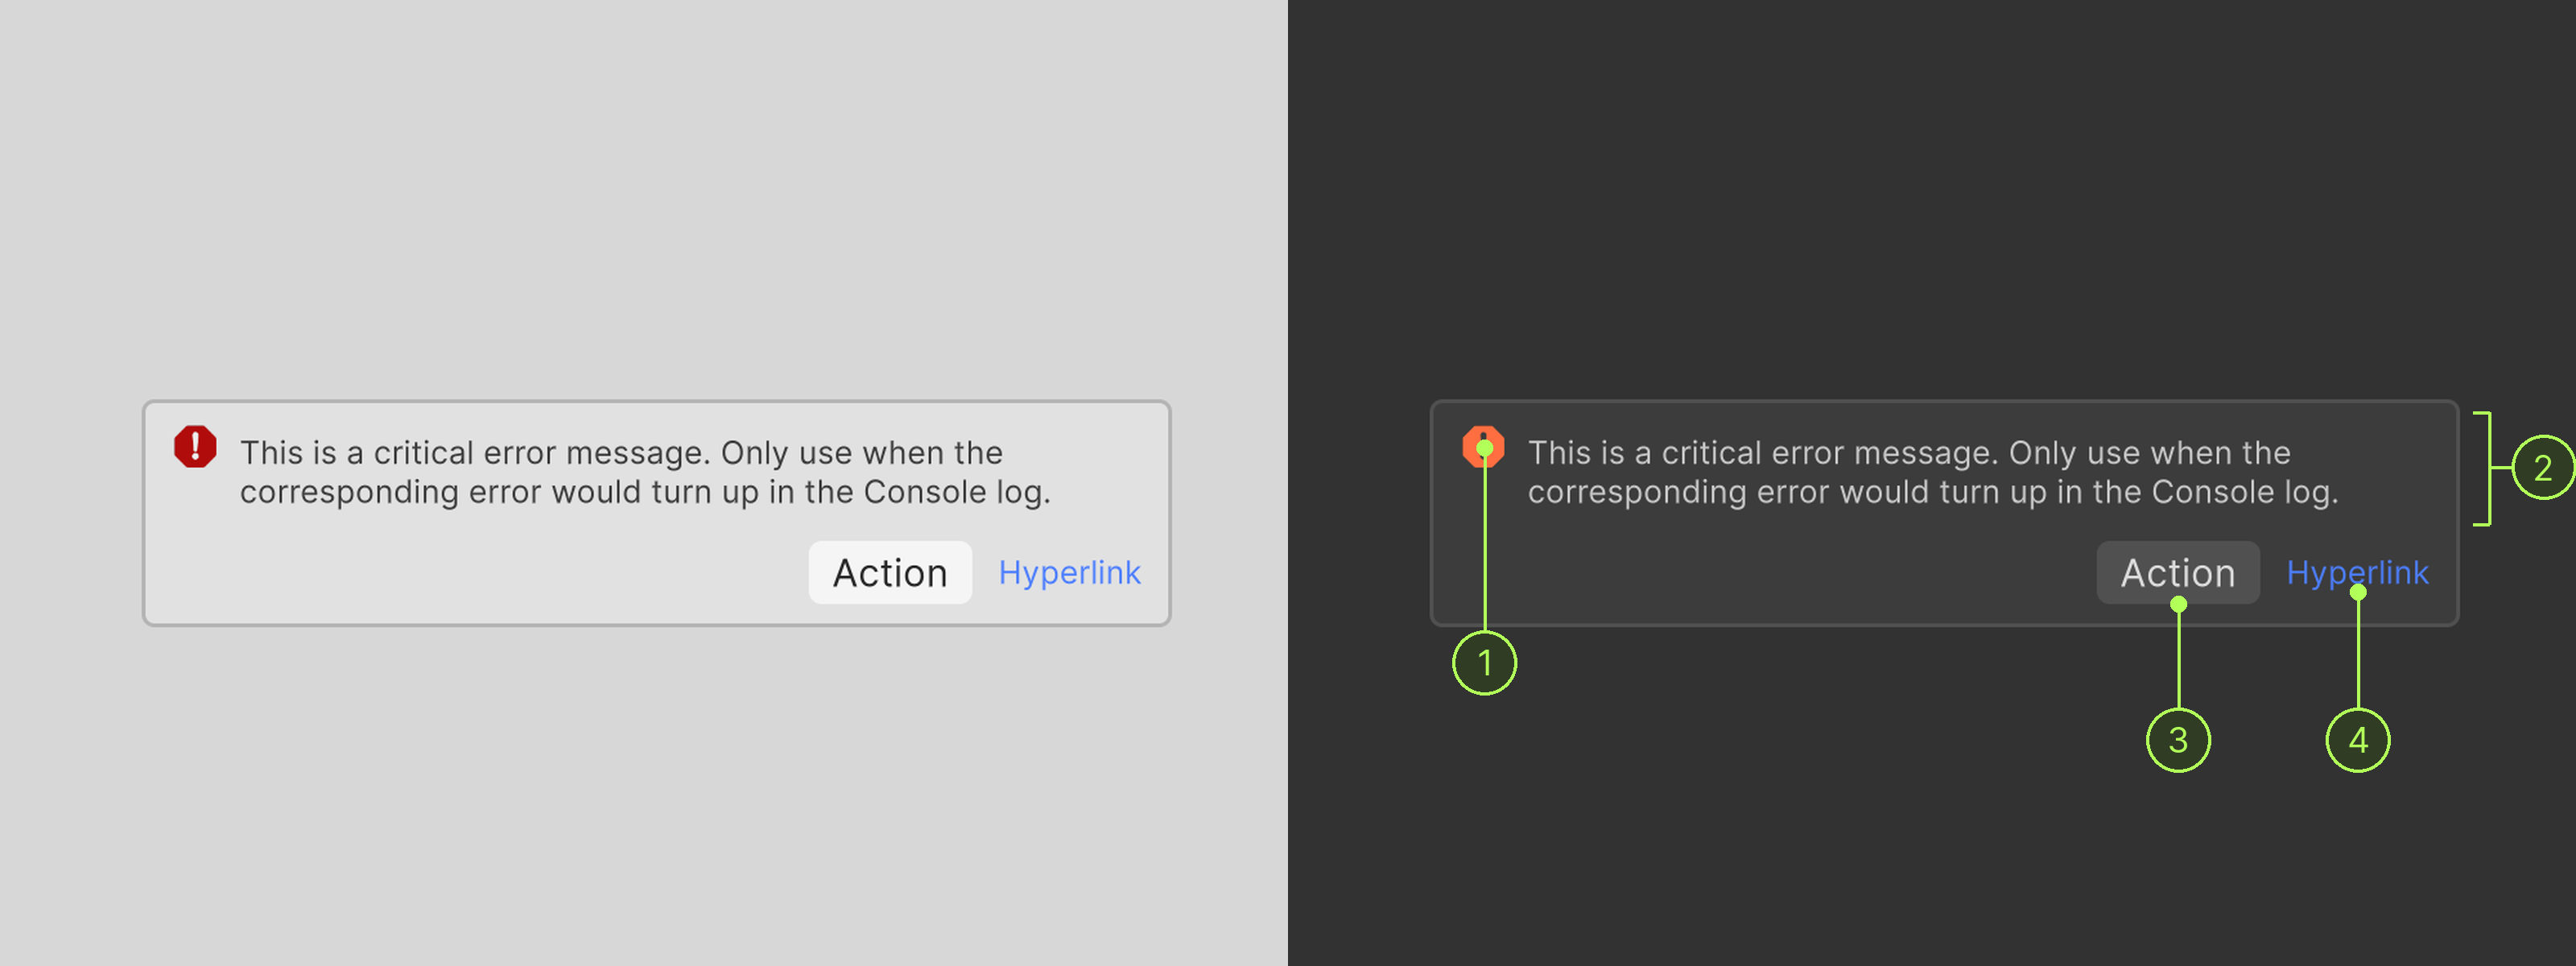 This is a critical error message. Only use when the
corresponding error would turn up in the Console log.
Action Hyperlink
This is a critical error message. Only use when the
corresponding error would turn up in the Console log.
2
Action Hyperlink
1
3 4